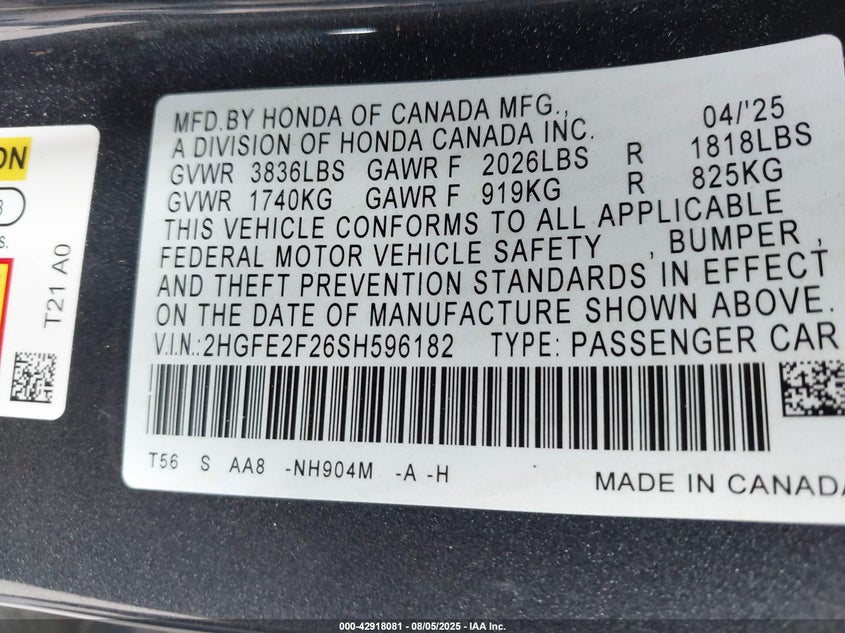 ON
3
S.
T21 A0
MFD.BY HONDA OF CANADA MFG., 04/'25
A DIVISION OF HONDA CANADA INC.
GVWR 3836LBS GAWR F 2026LBS R 1818LBS
GVWR 1740KG GAWR F 919KG R 825KG
THIS VEHICLE CONFORMS TO ALL APPLICABLE
FEDERAL MOTOR VEHICLE SAFETY , BUMPER ,
AND THEFT PREVENTION STANDARDS IN EFFECT
ON THE DATE OF MANUFACTURE SHOWN ABOVE.
V.I.N.:2HGFE2F26SH596182 TYPE: PASSENGER CAR
T56 S AA8 -NH904M -A -H
MADE IN CANADA
000-42918081 - 08/05/2025 - IAA Inc.